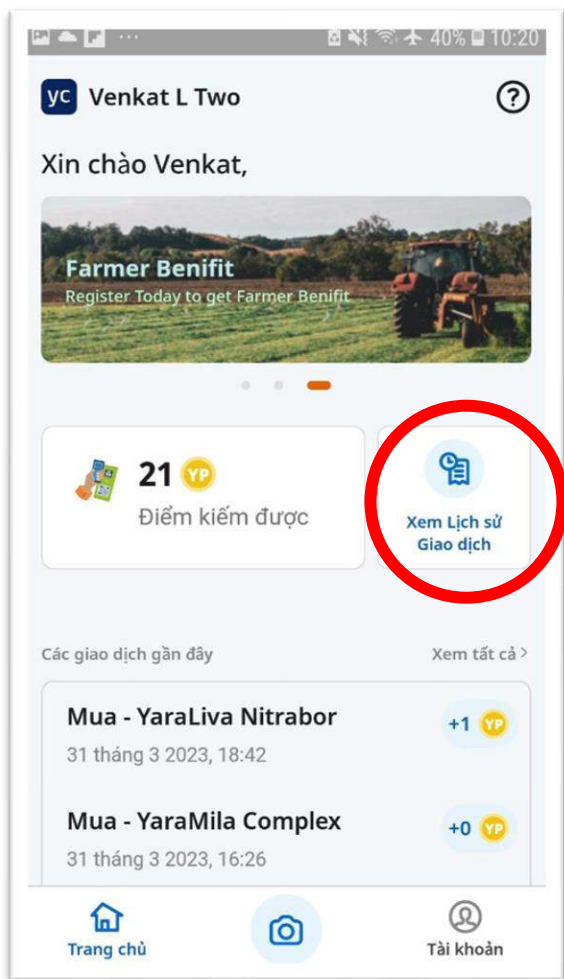 40% 10:20
yc Venkat L Two
Xin chào Venkat,
Farmer Benifit
Register Today to get Farmer Benifit
21 YP
Điểm kiếm được
Xem Lịch sử
Giao dịch
Các giao dịch gần đây Xem tất cả >
Mua - YaraLiva Nitrabor +1 YP
31 tháng 3 2023, 18:42
Mua - YaraMila Complex +0 YP
31 tháng 3 2023, 16:26
Trang chủ Tài khoản